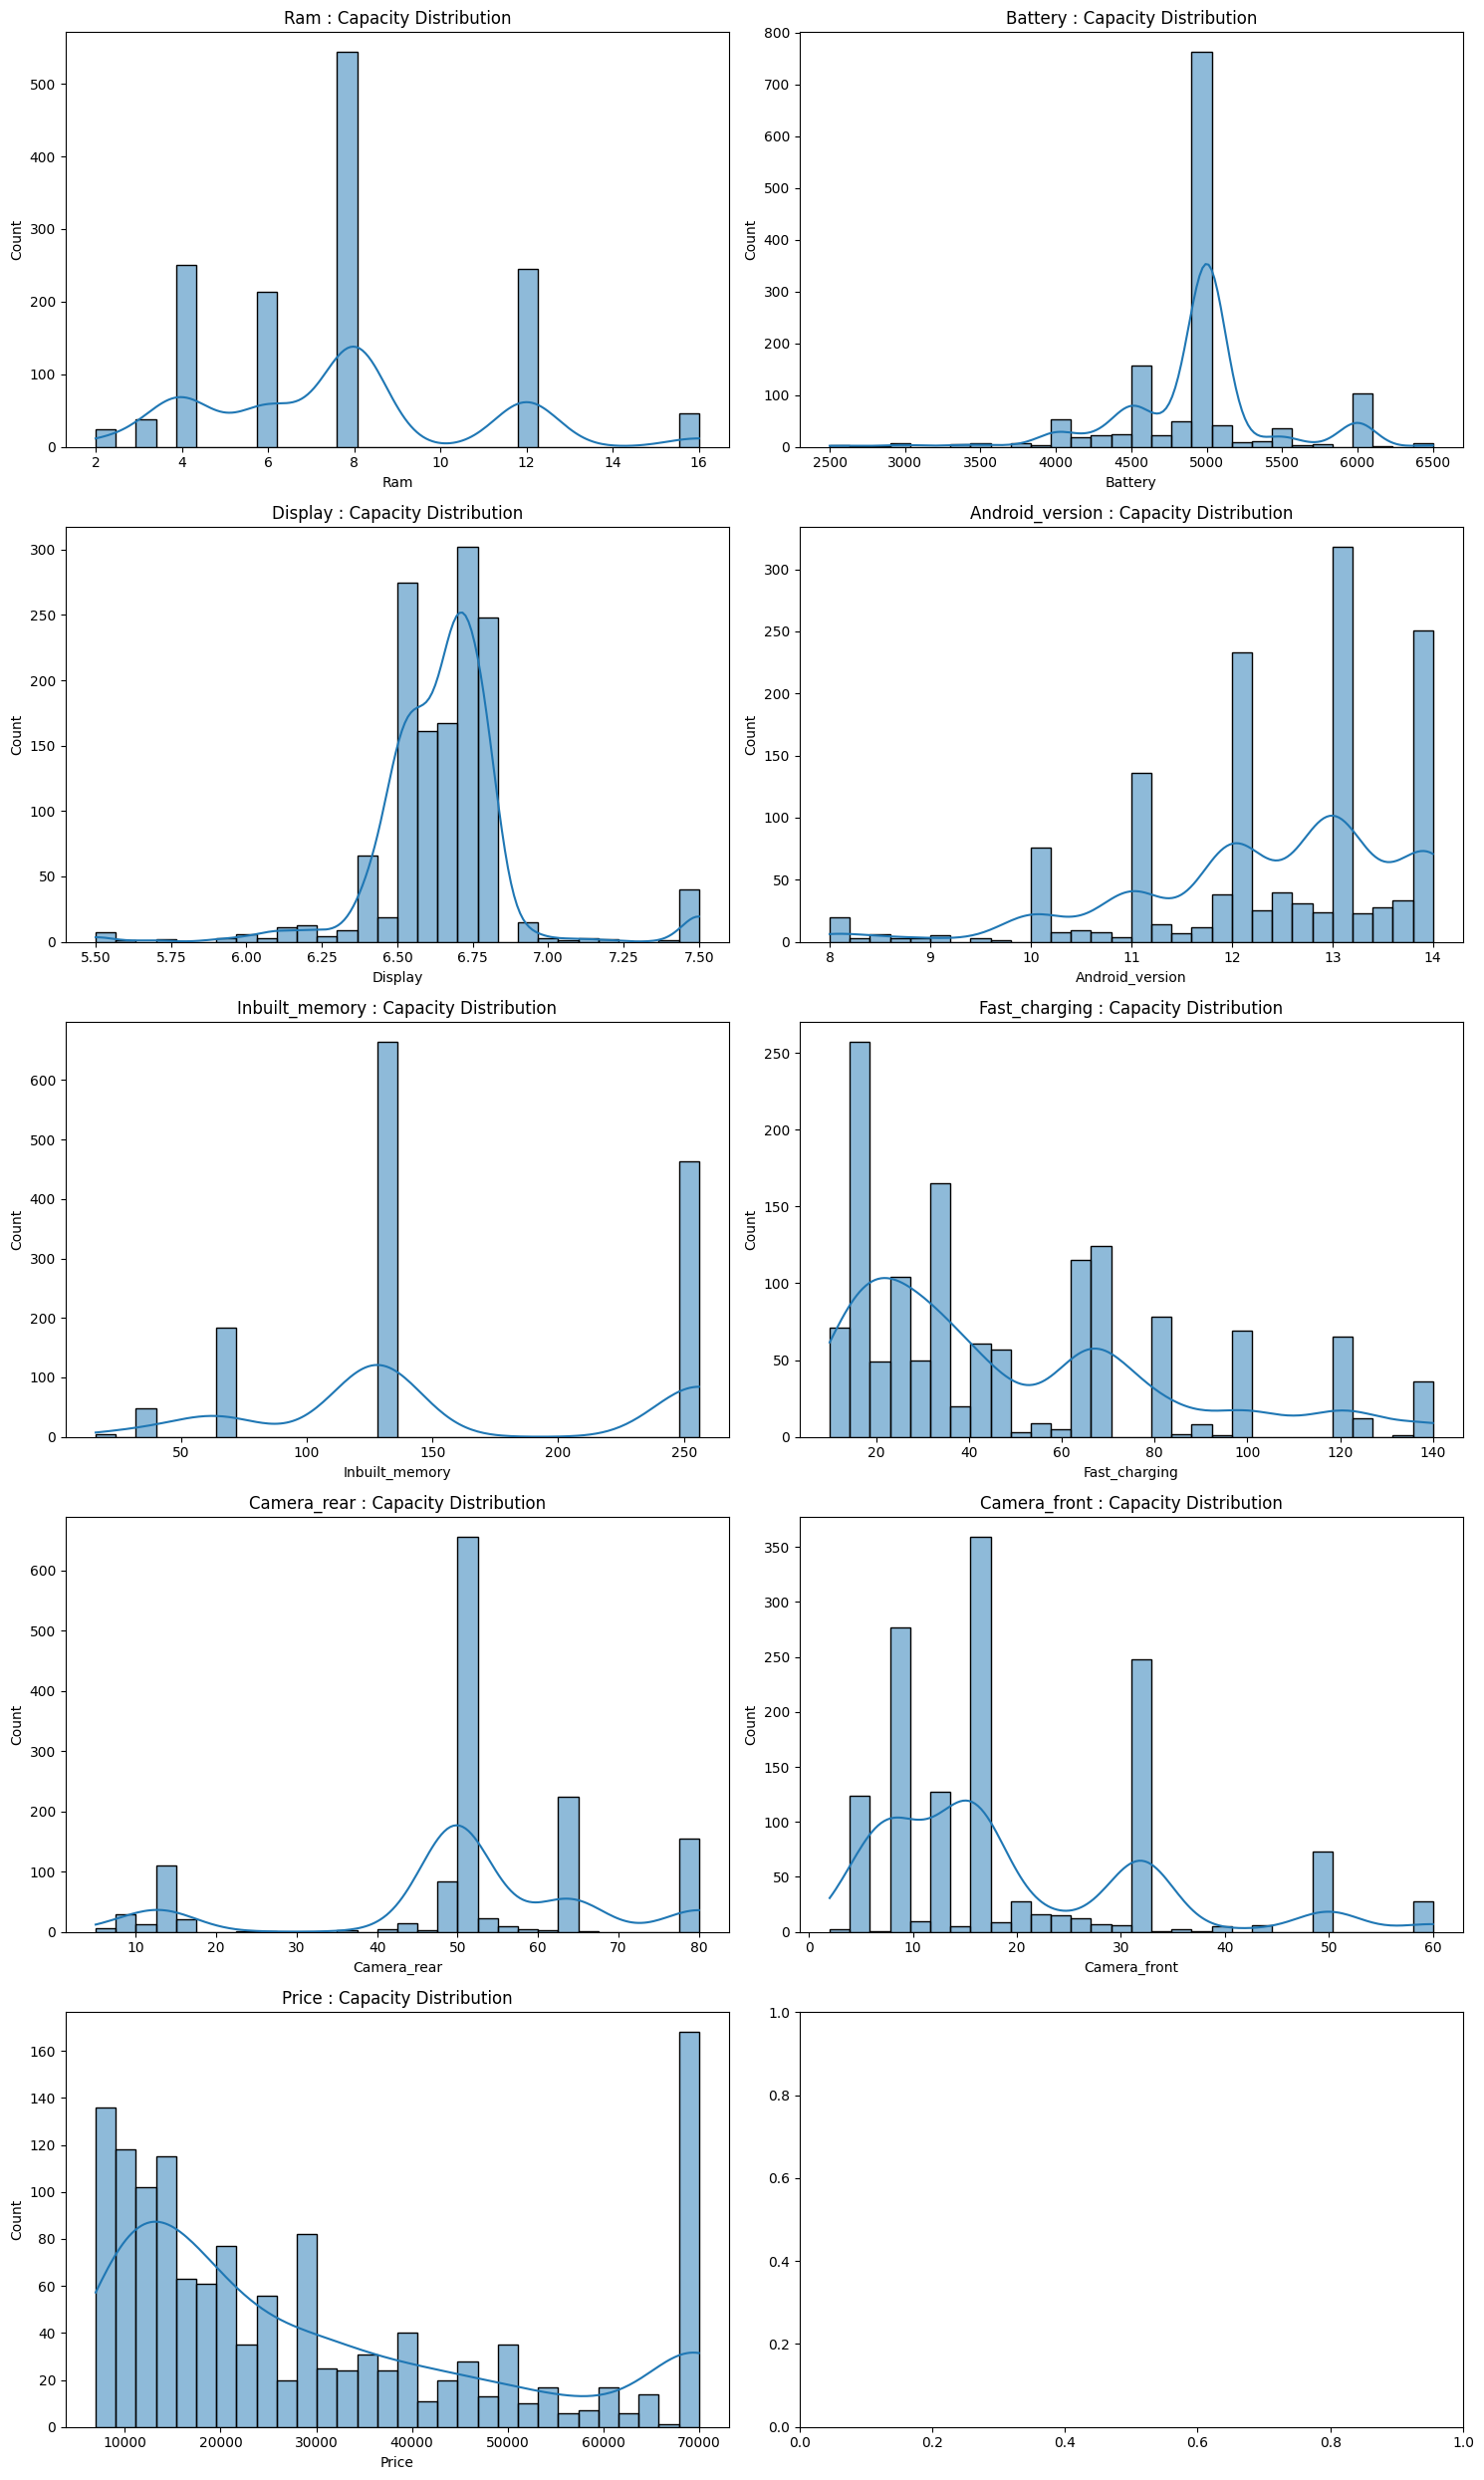 Ram : Capacity Distribution
500
400
300
200
100
0
Count
2 4 6 8 10 12 14 16
Ram
Battery : Capacity Distribution
800
700
600
500
400
300
200
100
0
Count
2500 3000 3500 4000 4500 5000 5500 6000 6500
Battery
Display : Capacity Distribution
300
250
200
150
100
50
0
Count
5.50 5.75 6.00 6.25 6.50 6.75 7.00 7.25 7.50
Display
Android_version : Capacity Distribution
300
250
200
150
100
50
0
Count
8 9 10 11 12 13 14
Android_version
Inbuilt_memory : Capacity Distribution
600
500
400
300
200
100
0
Count
50 100 150 200 250
Inbuilt_memory
Fast_charging : Capacity Distribution
250
200
150
100
50
0
Count
20 40 60 80 100 120 140
Fast_charging
Camera_rear : Capacity Distribution
600
500
400
300
200
100
0
Count
10 20 30 40 50 60 70 80
Camera_rear
Camera_front : Capacity Distribution
350
300
250
200
150
100
50
0
Count
0 10 20 30 40 50 60
Camera_front
Price : Capacity Distribution
160
140
120
100
80
60
40
20
0
Count
10000 20000 30000 40000 50000 60000 70000
Price
1.0
0.8
0.6
0.4
0.2
0.0
0.0 0.2 0.4 0.6 0.8 1.0